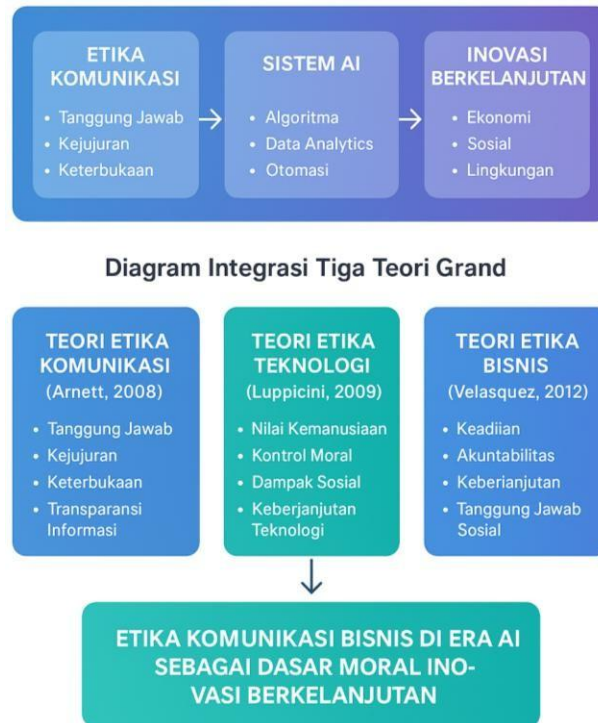 ETIKA
KOMUNIKASI
• Tanggung Jawab
• Kejujuran
• Keterbukaan
SISTEM AI
• Algoritma
• Data Analytics
• Otomasi
INOVASI
BERKELANJUTAN
• Ekonomi
• Sosial
• Lingkungan
Diagram Integrasi Tiga Teori Grand
TEORI ETIKA
KOMUNIKASI
(Arnett, 2008)
• Tanggung Jawab
• Kejujuran
• Keterbukaan
• Transparansi
Informasi
TEORI ETIKA
TEKNOLOGI
(Luppicini, 2009)
• Nilai Kemanusiaan
• Kontrol Moral
• Dampak Sosial
• Keberjanjutan
Teknologi
TEORI ETIKA
BISNIS
(Velasquez, 2012)
• Keadiian
• Akuntabilitas
• Keberianjutan
• Tanggung Jawab
Sosial
ETIKA KOMUNIKASI BISNIS DI ERA AI
SEBAGAI DASAR MORAL INO-
VASI BERKELANJUTAN